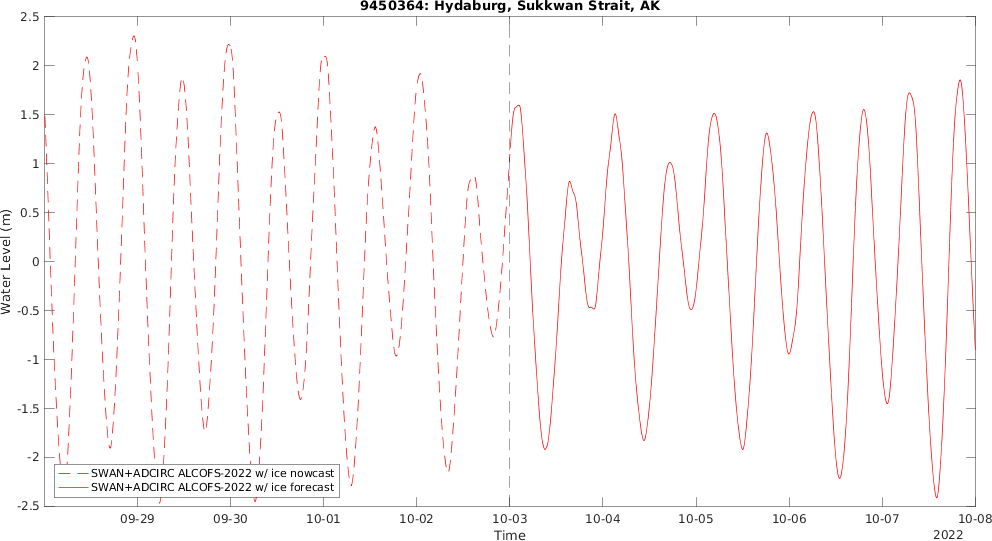 9450364: Hydaburg, Sukkwan Strait, AK
Water Level (m)
2.5
2
1.5
1
0.5
0
-0.5
-1
-1.5
-2
-2.5
SWAN+ADCIRC ALCOFS-2022 w/ ice nowcast
SWAN+ADCIRC ALCOFS-2022 w/ ice forecast
09-29 09-30 10-01 10-02 10-03 10-04 10-05 10-06 10-07 10-08
Time 2022